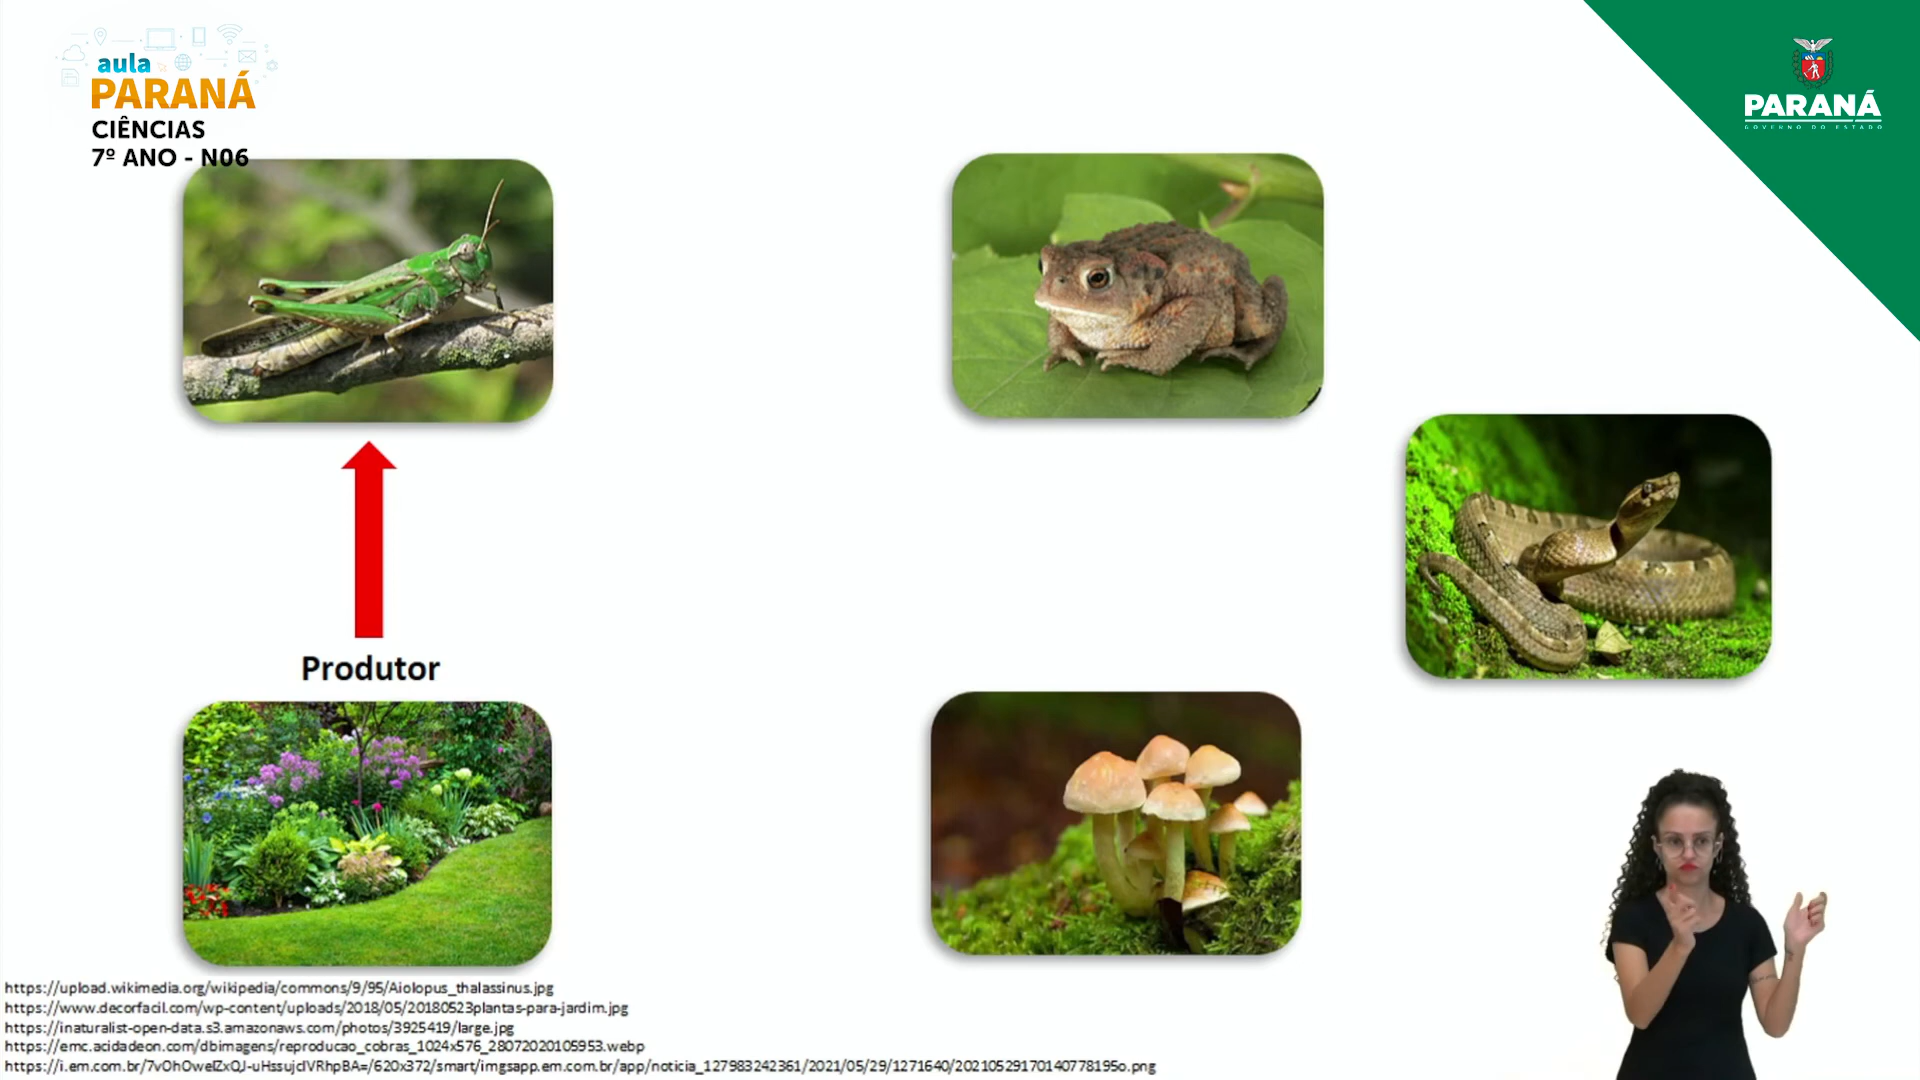 aula
PARANÁ
CIÊNCIAS
7º ANO - N06
PARANÁ
GOVERNO DO ESTADO
Produtor
https://upload.wikimedia.org/wikipedia/commons/9/95/Aiolopus_thalassinus.jpg
https://www.decorfacil.com/wp-content/uploads/2018/05/20180523plantas-para-jardim.jpg
https://inaturalist-open-data.s3.amazonaws.com/photos/3925419/large.jpg
https://emc.acidadeon.com/dbimagens/reproducao_cobras_1024x576_28072020105953.webp
https://i.em.com.br/7vOhOwelZxQJ-uHssujclVRhpBA=/620x372/smart/imgsapp.em.com.br/app/noticia_127983242361/2021/05/29/1271640/20210529170140778195o.png